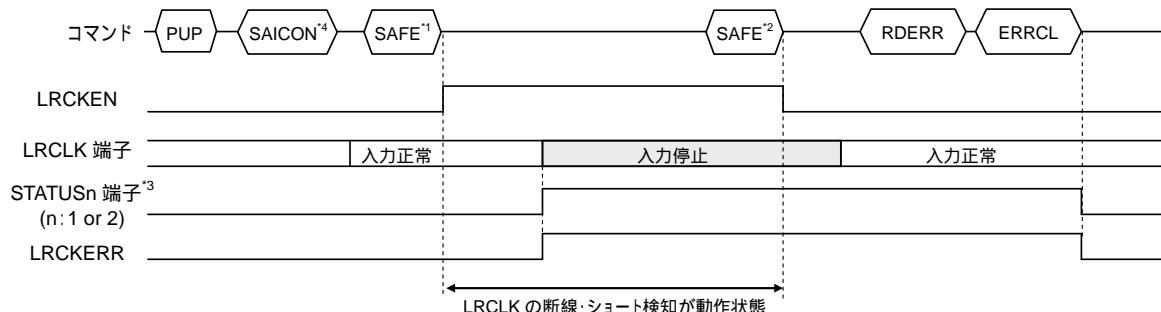 コマンド PUP SAICON*4 SAFE*1 SAFE*2 RDERR ERRCL
LRCKEN
LRCLK 端子 入力正常 入力停止 入力正常
STATUSn 端子*3
(n:1 or 2)
LRCKERR
LRCLK の断線・ショート検知が動作状態